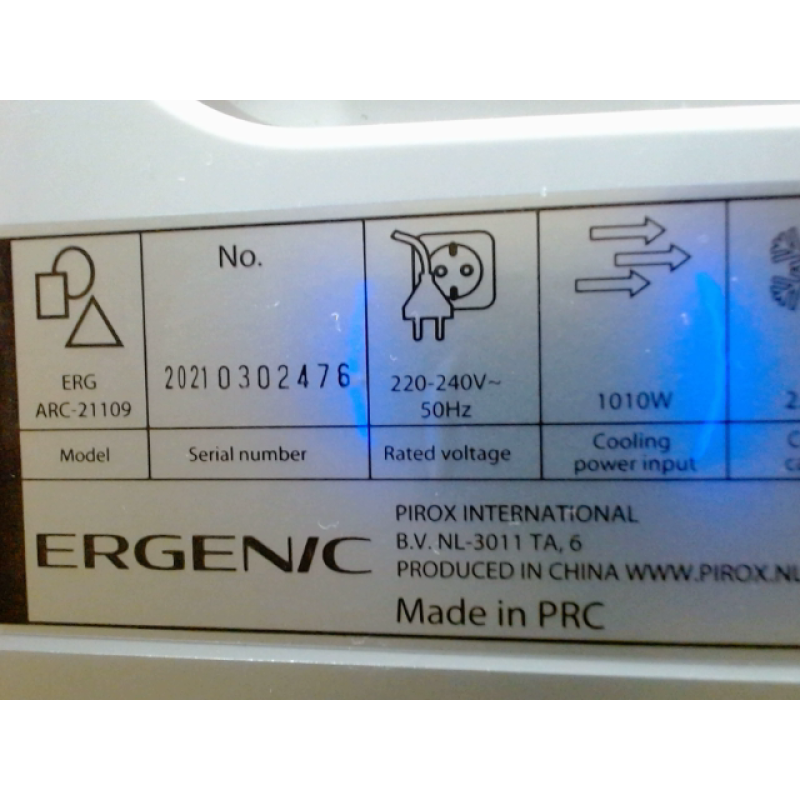 No.
ERG
ARC-21109
20210302476
220-240V~
50Hz
1010W
Model
Serial number
Rated voltage
Cooling
power input
ERGENIC
PIROX INTERNATIONAL
B.V. NL-3011 TA, 6
PRODUCED IN CHINA WWW.PIROX.NL
Made in PRC